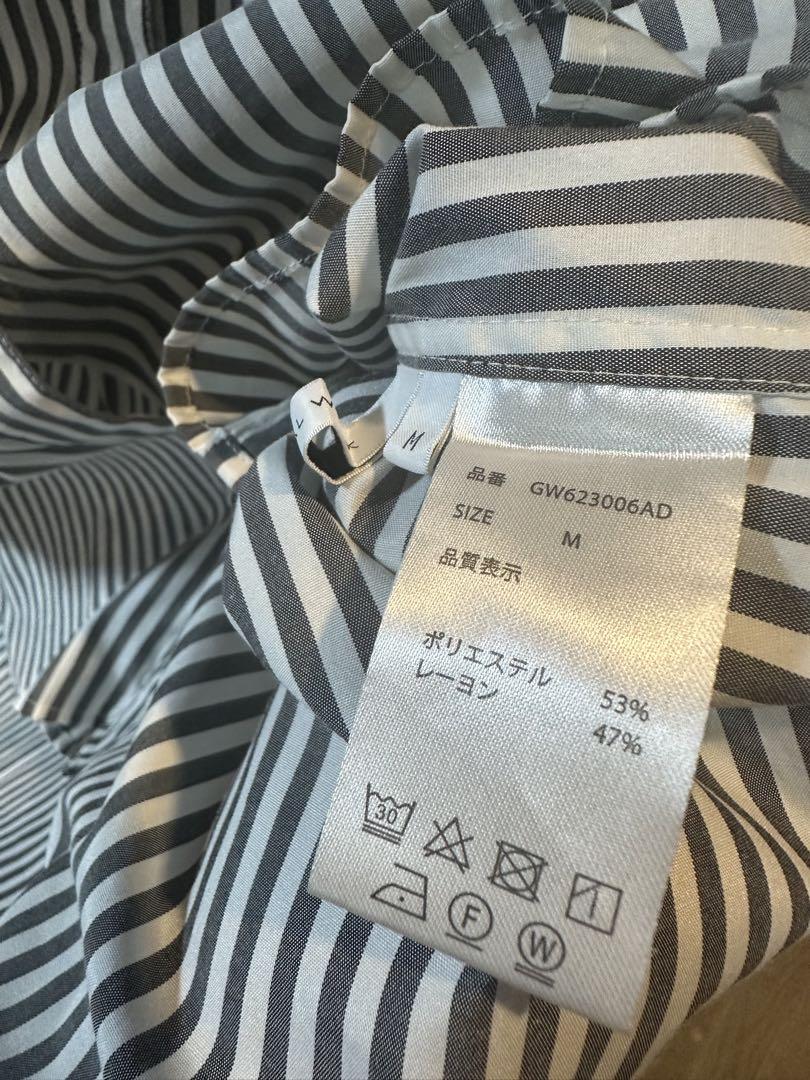 M
品番 GW623006AD
SIZE M
品質表示
ポリエステル 53%
レーヨン 47%
30
F
W